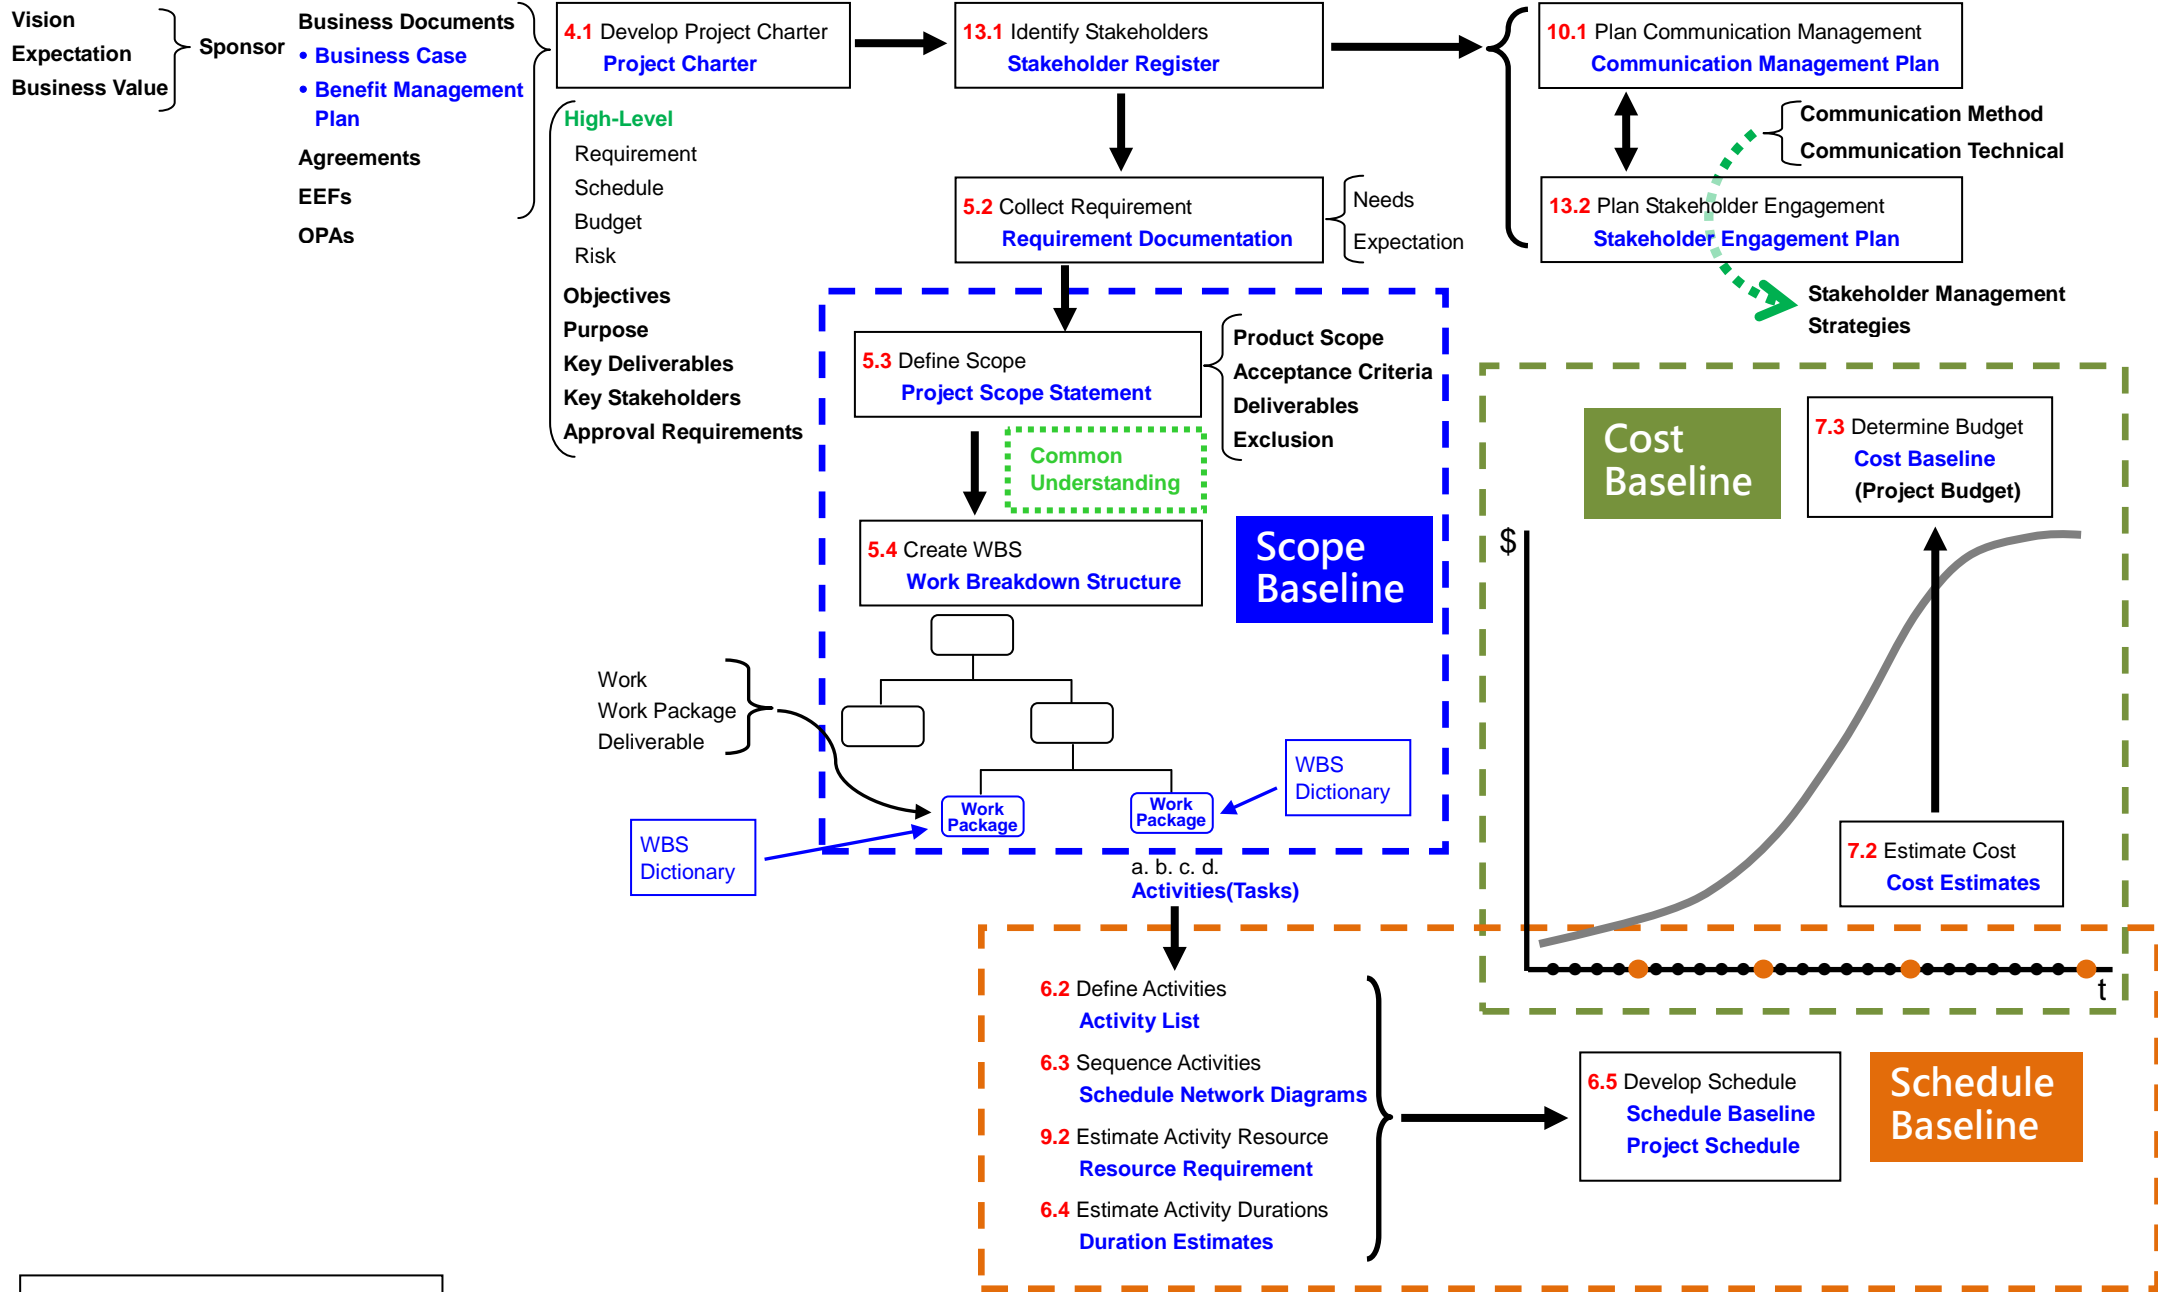 Vision
Expectation
Business Value
Sponsor
Business Documents
• Business Case
• Benefit Management
Plan
Agreements
EEFs
OPAs
4.1 Develop Project Charter
Project Charter
High-Level
Requirement
Schedule
Budget
Risk
Objectives
Purpose
Key Deliverables
Key Stakeholders
Approval Requirements
13.1 Identify Stakeholders
Stakeholder Register
10.1 Plan Communication Management
Communication Management Plan
Communication Method
Communication Technical
13.2 Plan Stakeholder Engagement
Stakeholder Engagement Plan
Stakeholder Management
Strategies
5.2 Collect Requirement
Requirement Documentation
Needs
Expectation
5.3 Define Scope
Project Scope Statement
Product Scope
Acceptance Criteria
Deliverables
Exclusion
Common
Understanding
5.4 Create WBS
Work Breakdown Structure
Scope
Baseline
Work
Work Package
Deliverable
WBS
Dictionary
Work
Package
Work
Package
WBS
Dictionary
a. b. c. d.
Activities(Tasks)
Cost
Baseline
7.3 Determine Budget
Cost Baseline
(Project Budget)
$
7.2 Estimate Cost
Cost Estimates
t
6.2 Define Activities
Activity List
6.3 Sequence Activities
Schedule Network Diagrams
9.2 Estimate Activity Resource
Resource Requirement
6.4 Estimate Activity Durations
Duration Estimates
6.5 Develop Schedule
Schedule Baseline
Project Schedule
Schedule
Baseline